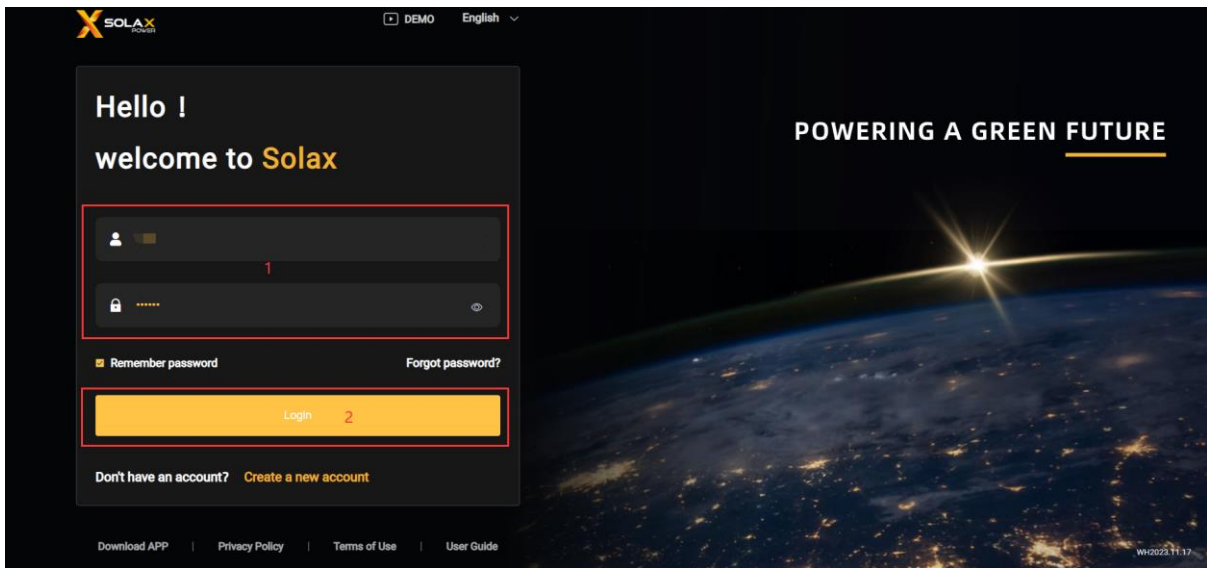 SOLAX
POWER
DEMO
English
Hello !
welcome to Solax
1
••••••
Remember password
Forgot password?
Login
2
Don't have an account? Create a new account
Download APP | Privacy Policy | Terms of Use | User Guide
POWERING A GREEN FUTURE
WH2023.11.17